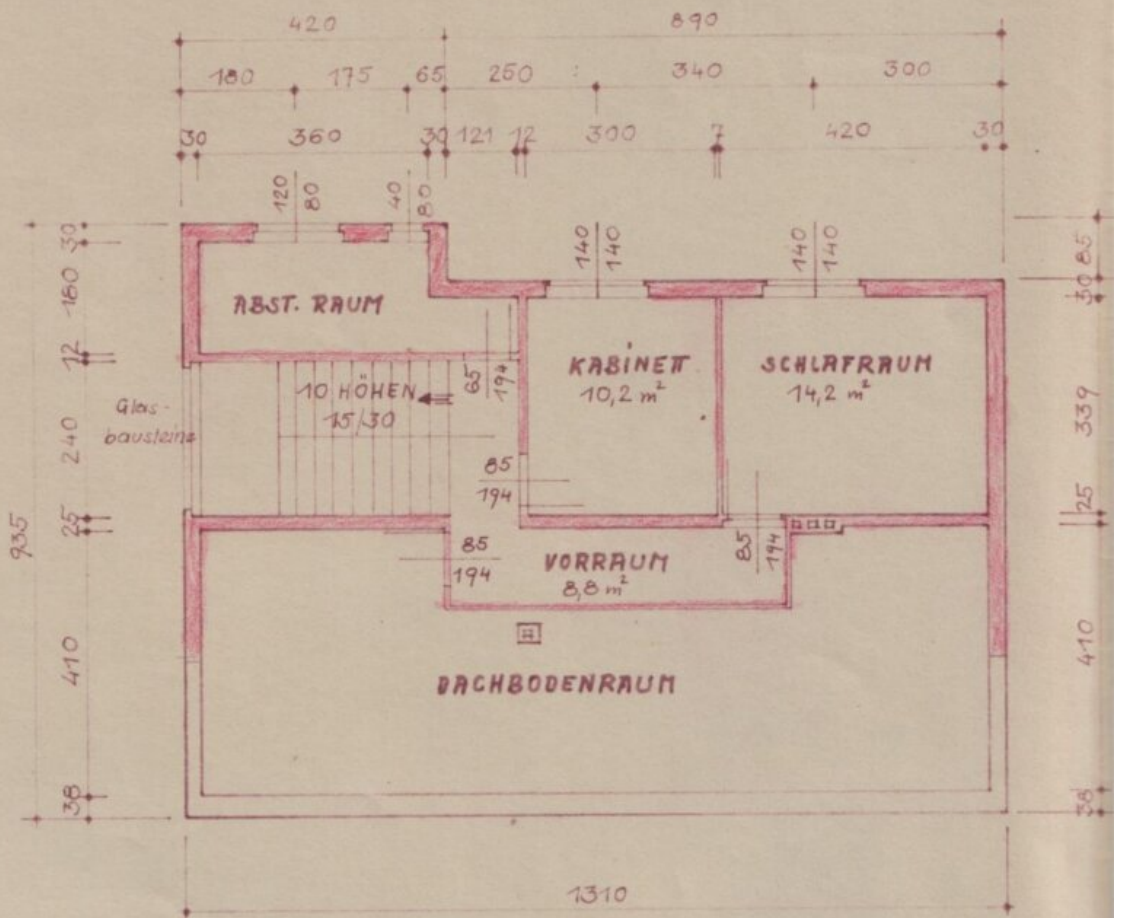 420 890
180 175 65 250 340 300
30 360 30 121 12 300 7 420 30
120
80
40
80
140
140
140
140
30
180
12
240
25
410
38
935
ABST. RAUM
10 HÖHEN
15/30
Glas-
bausteine
65
194
KABINETT
10,2 m²
SCHLAFRAUM
14,2 m²
85
194
85
194
VORRAUM
8,8 m²
85
194
DACHBODENRAUM
85
30
339
25
410
38
1310